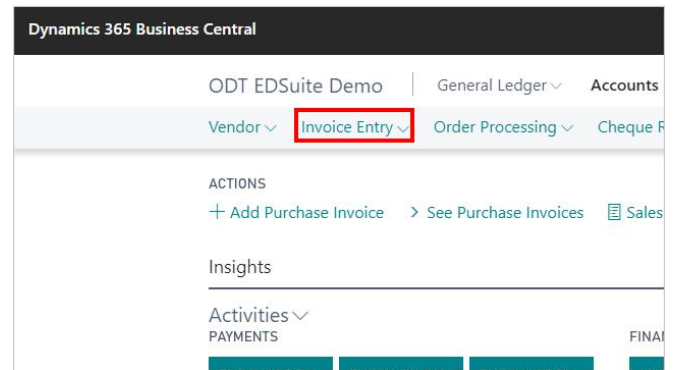 Dynamics 365 Business Central
ODT EDSuite Demo General Ledger Accounts
Vendor Invoice Entry Order Processing Cheque
ACTIONS
+ Add Purchase Invoice > See Purchase Invoices Sales
Insights
Activities
PAYMENTS